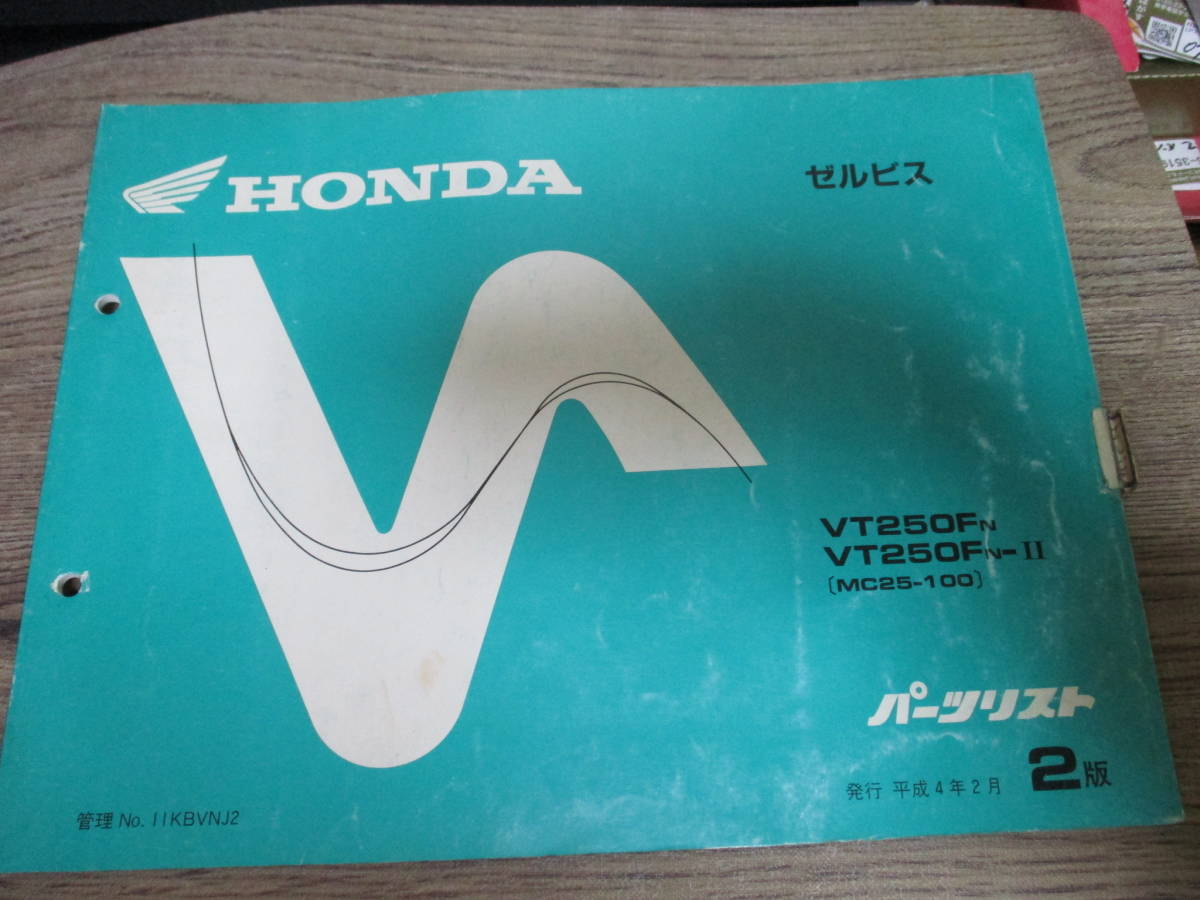 HONDA
ゼルビス
VT250FN
VT250FN-II
〔MC25-100〕
パーツリスト
発行 平成4年2月 2版
管理 No. 11KBVNJ2